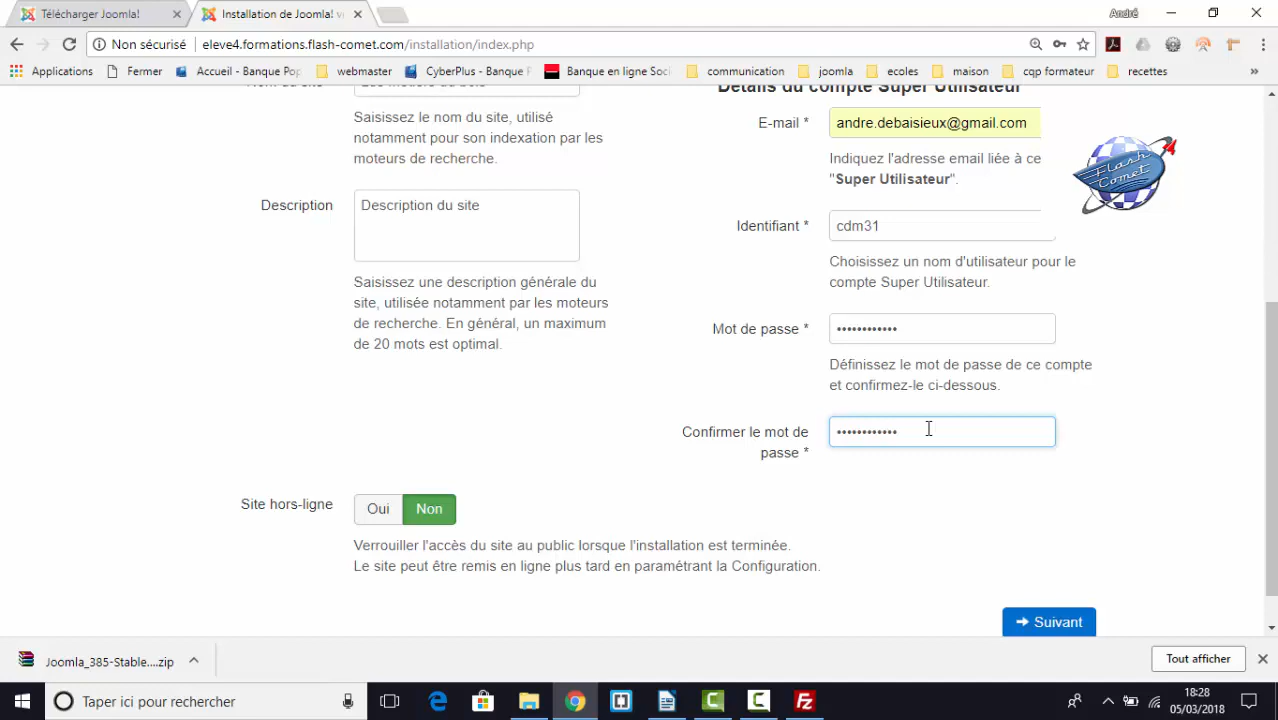 Télécharger Joomla!
Installation de Joomla! v
André
Non sécurisé
eleve4.formations.flash-comet.com/installation/index.php
Applications
Fermer
Accueil - Banque Pop
webmaster
CyberPlus - Banque F
Banque en ligne Soci
communication
joomla
ecoles
maison
cqp formateur
recettes
»
Détails du compte Super Utilisateur
Saisissez le nom du site, utilisé
notamment pour son indexation par les
moteurs de recherche.
E-mail *
andre.debaisieux@gmail.com
Indiquez l'adresse email liée à ce
"Super Utilisateur".
Flash
Comet
4
Description
Description du site
Saisissez une description générale du
site, utilisée notamment par les moteurs
de recherche. En général, un maximum
de 20 mots est optimal.
Identifiant *
cdm31
Choisissez un nom d'utilisateur pour le
compte Super Utilisateur.
Mot de passe *
••••••••••••
Définissez le mot de passe de ce compte
et confirmez-le ci-dessous.
Confirmer le mot de
passe *
••••••••••••
Site hors-ligne
Oui
Non
Verrouiller l'accès du site au public lorsque l'installation est terminée.
Le site peut être remis en ligne plus tard en paramétrant la Configuration.
Suivant
Joomla_385-Stable....zip
Tout afficher
Taper ici pour rechercher
18:28
05/03/2018